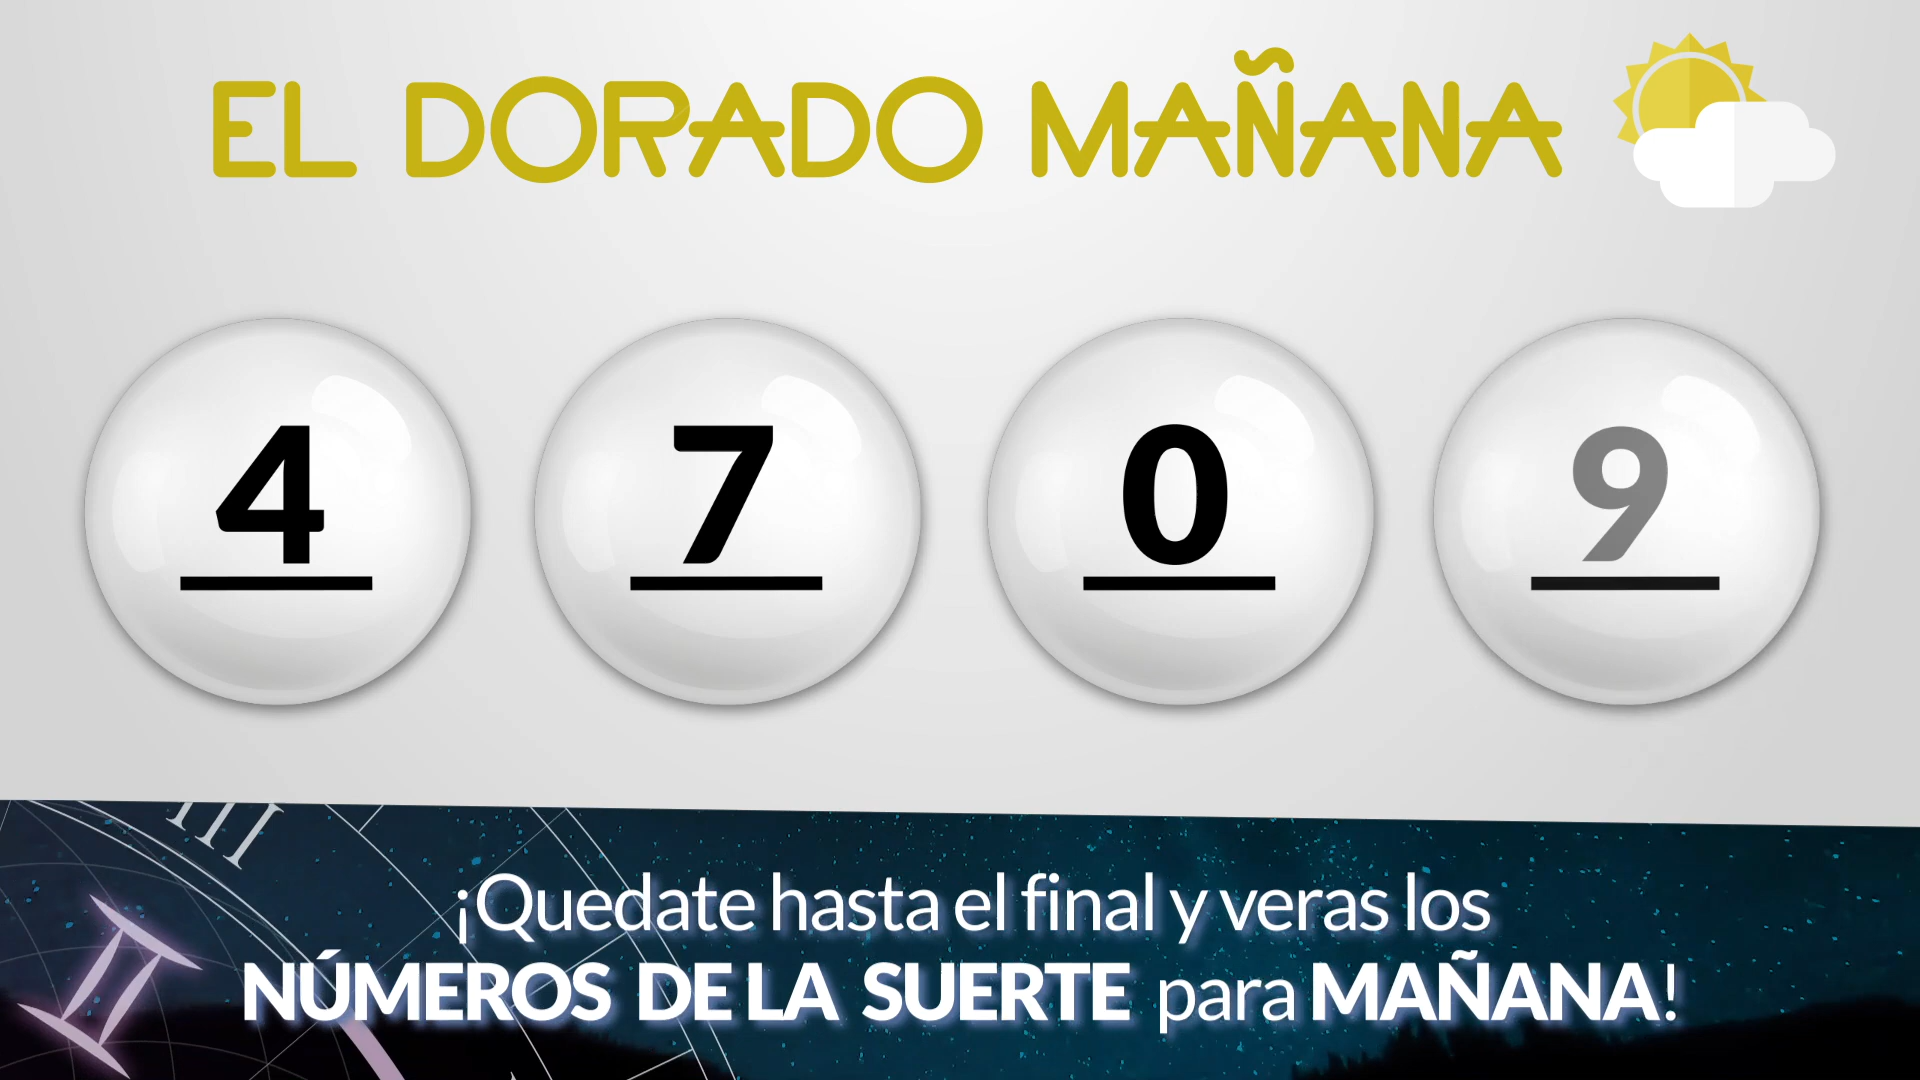 EL DORADO MAÑANA
4 7 0 9
III
¡Quedate hasta el final y veras los
NÚMEROS DE LA SUERTE para MAÑANA!